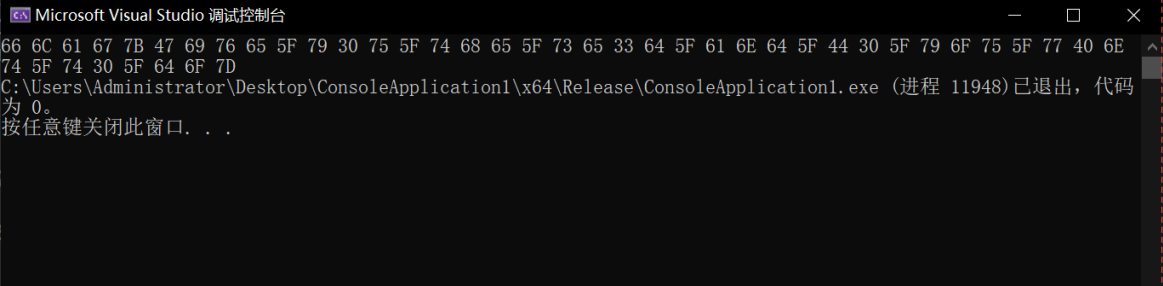 Microsoft Visual Studio 调试控制台
66 6C 61 67 7B 47 69 76 65 5F 79 30 75 5F 74 68 65 5F 73 65 33 64 5F 61 6E 64 5F 44 30 5F 79 6F 75 5F 77 40 6E
74 5F 74 30 5F 64 6F 7D
C:\Users\Administrator\Desktop\ConsoleApplication1\x64\Release\ConsoleApplication1.exe (进程 11948)已退出，代码
为 0。
按任意键关闭此窗口. . .